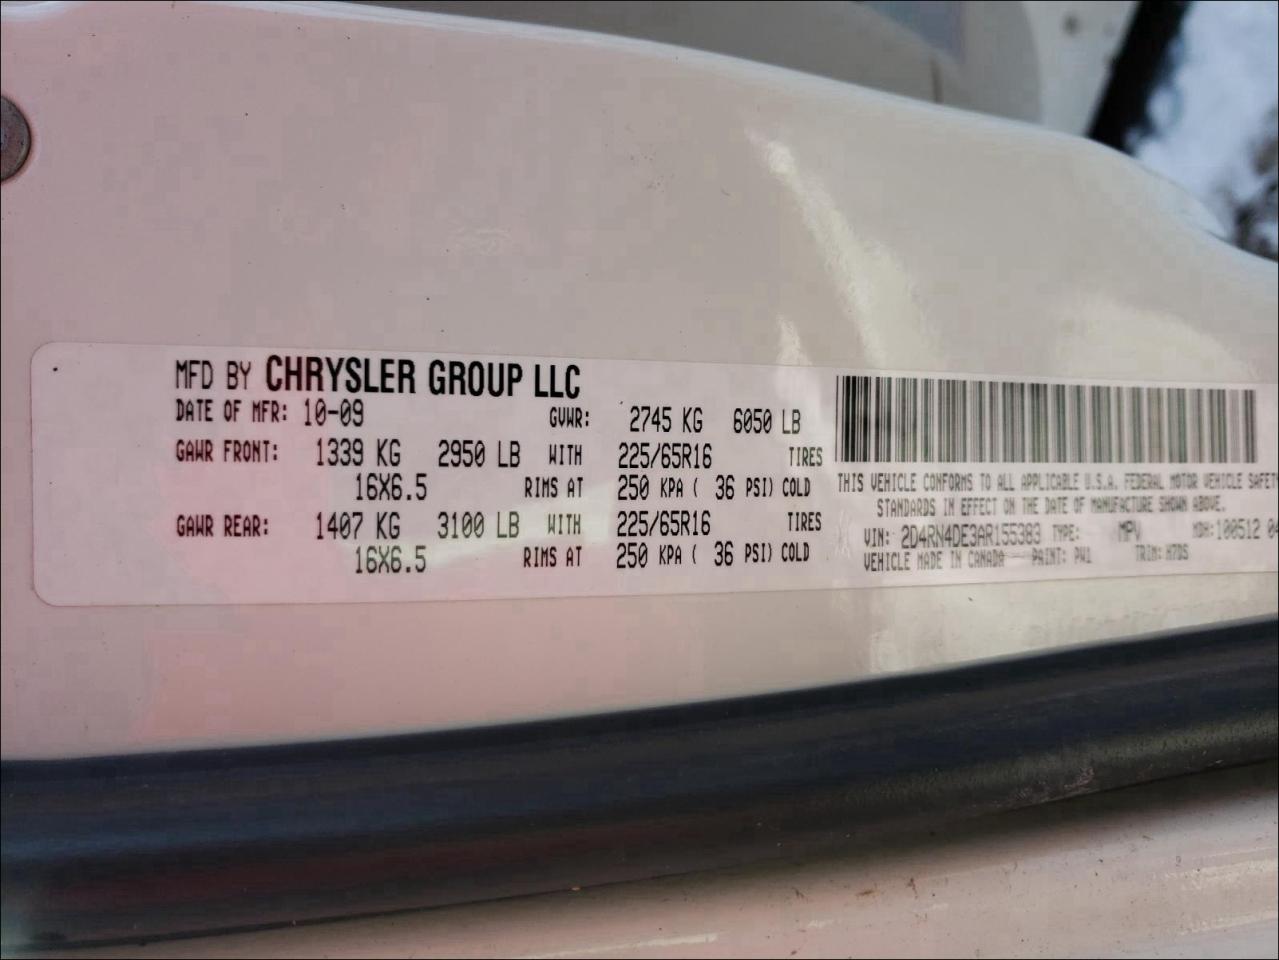 MFD BY CHRYSLER GROUP LLC
DATE OF MFR: 10-09 GVWR: 2745 KG 6050 LB
GAWR FRONT: 1339 KG 2950 LB WITH 225/65R16 TIRES
16X6.5 RIMS AT 250 KPA ( 36 PSI) COLD
GAWR REAR: 1407 KG 3100 LB WITH 225/65R16 TIRES
16X6.5 RIMS AT 250 KPA ( 36 PSI) COLD
THIS VEHICLE CONFORMS TO ALL APPLICABLE U.S.A. FEDERAL MOTOR VEHICLE SAFET
STANDARDS IN EFFECT ON THE DATE OF MANUFACTURE SHOWN ABOVE.
VIN: 2D4RN4DE3AR155383 TYPE: MPV MDH:100512 04
VEHICLE MADE IN CANADA PAINT: PW1 TRIM: H7DS